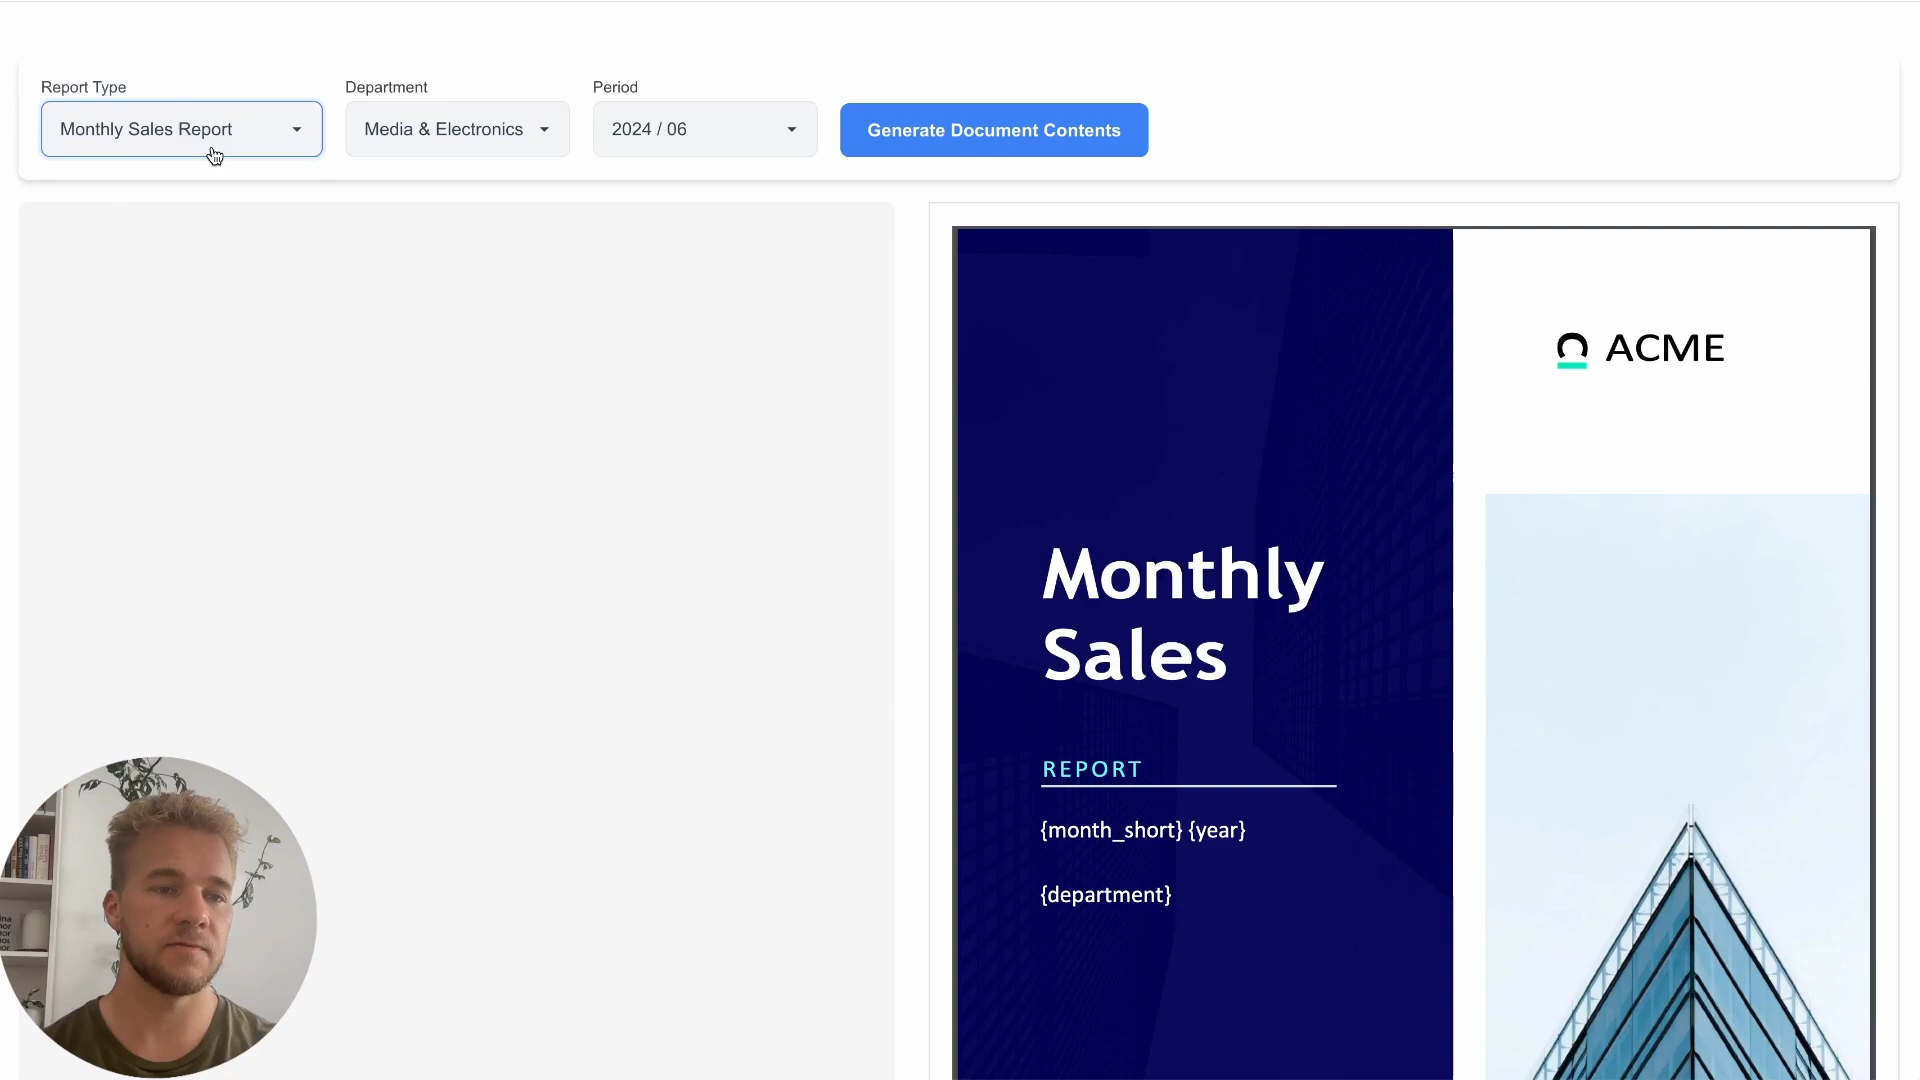 Report Type
Department
Period
Monthly Sales Report
Media & Electronics
2024 / 06
Generate Document Contents
ACME
Monthly
Sales
REPORT
{month_short} {year}
{department}